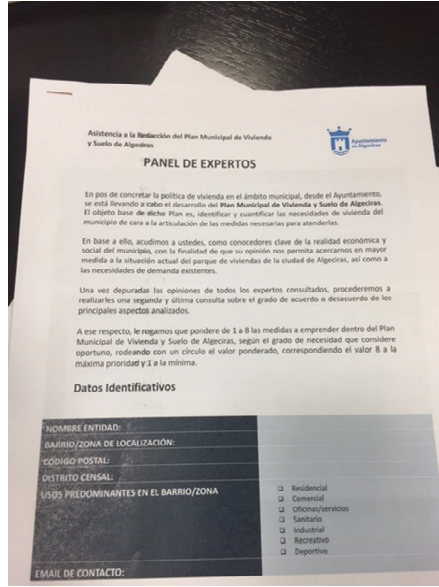 Asistencia a la Redacción del Plan Municipal de Vivienda
y Suelo de Algeciras
Ayuntamiento
de Algeciras
PANEL DE EXPERTOS
En pos de concretar la política de vivienda en el ámbito municipal, desde el Ayuntamiento,
se está llevando a cabo el desarrollo del Plan Municipal de Vivienda y Suelo de Algeciras.
El objeto base de dicho Plan es, identificar y cuantificar las necesidades de vivienda del
municipio de cara a la articulación de las medidas necesarias para atenderlas.
En base a ello, acudimos a ustedes, como conocedores clave de la realidad económica y
social del municipio, con la finalidad de que su opinión nos permita acercarnos en mayor
medida a la situación actual del parque de viviendas de la ciudad de Algeciras, así como a
las necesidades de demanda existentes.
Una vez depuradas las opiniones de todos los expertos consultados, procederemos a
realizarles una segunda y última consulta sobre el grado de acuerdo o desacuerdo de los
principales aspectos analizados.
A ese respecto, le rogamos que pondere de 1 a 8 las medidas a emprender dentro del Plan
Municipal de Vivienda y Suelo de Algeciras, según el grado de necesidad que considere
oportuno, rodeando con un círculo el valor ponderado, correspondiendo el valor 8 a la
máxima prioridad y 1 a la mínima.
Datos Identificativos
NOMBRE ENTIDAD:
BARRIO/ZONA DE LOCALIZACIÓN:
CÓDIGO POSTAL:
DISTRITO CENSAL:
USOS PREDOMINANTES EN EL BARRIO/ZONA
Residencial
Comercial
Oficinas/servicios
Sanitario
Industrial
Recreativo
Deportivo
EMAIL DE CONTACTO: